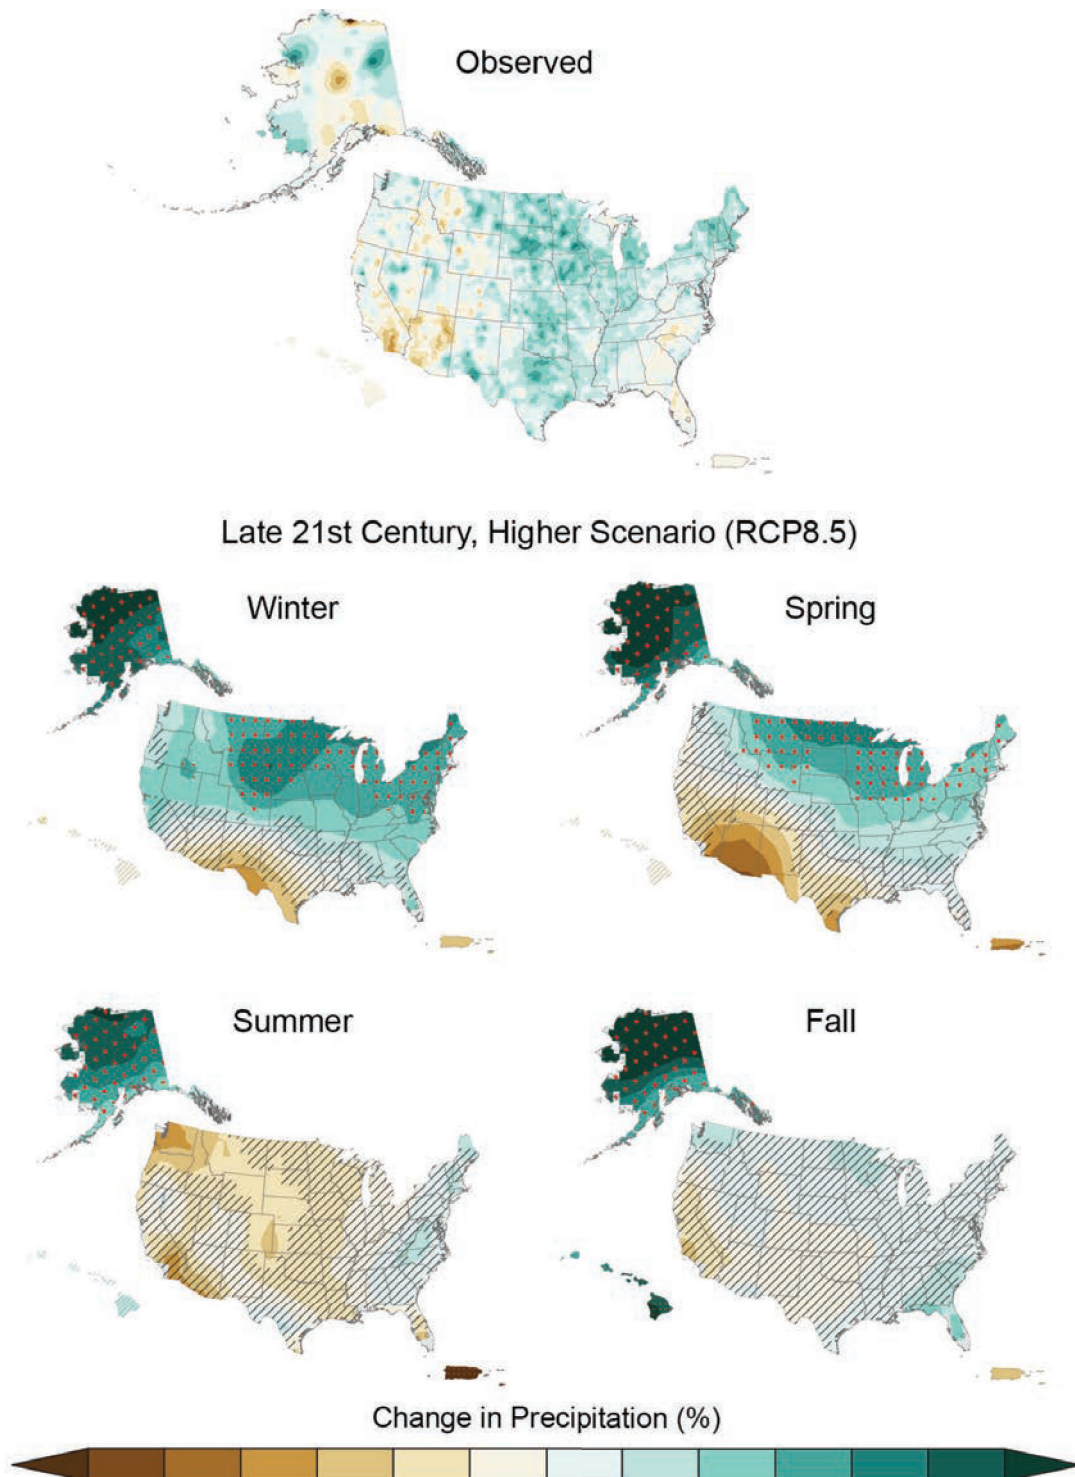 Observed
Late 21st Century, Higher Scenario (RCP8.5)
Winter
Spring
Summer
Fall
Change in Precipitation (%)